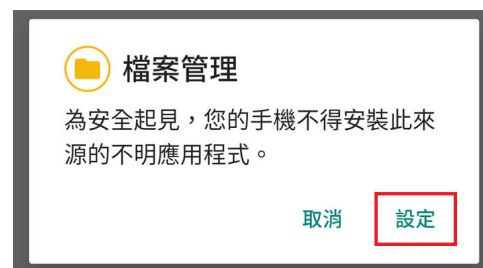 檔案管理
為安全起見，您的手機不得安裝此來
源的不明應用程式。
取消 設定